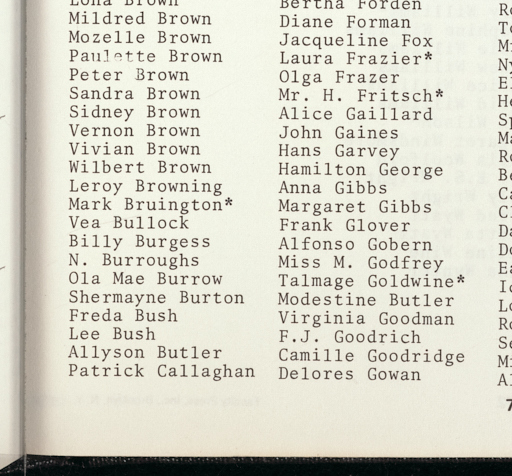 Lona Brown
Mildred Brown
Mozelle Brown
Paulette Brown
Peter Brown
Sandra Brown
Sidney Brown
Vernon Brown
Vivian Brown
Wilbert Brown
Leroy Browning
Mark Bruington*
Vea Bullock
Billy Burgess
N. Burroughs
Ola Mae Burrow
Shermayne Burton
Freda Bush
Lee Bush
Allyson Butler
Patrick Callaghan
Bertha Forden
Diane Forman
Jacqueline Fox
Laura Frazier*
Olga Frazer
Mr. H. Fritsch*
Alice Gaillard
John Gaines
Hans Garvey
Hamilton George
Anna Gibbs
Margaret Gibbs
Frank Glover
Alfonso Gobern
Miss M. Godfrey
Talmage Goldwine*
Modestine Butler
Virginia Goodman
F.J. Goodrich
Camille Goodridge
Delores Gowan